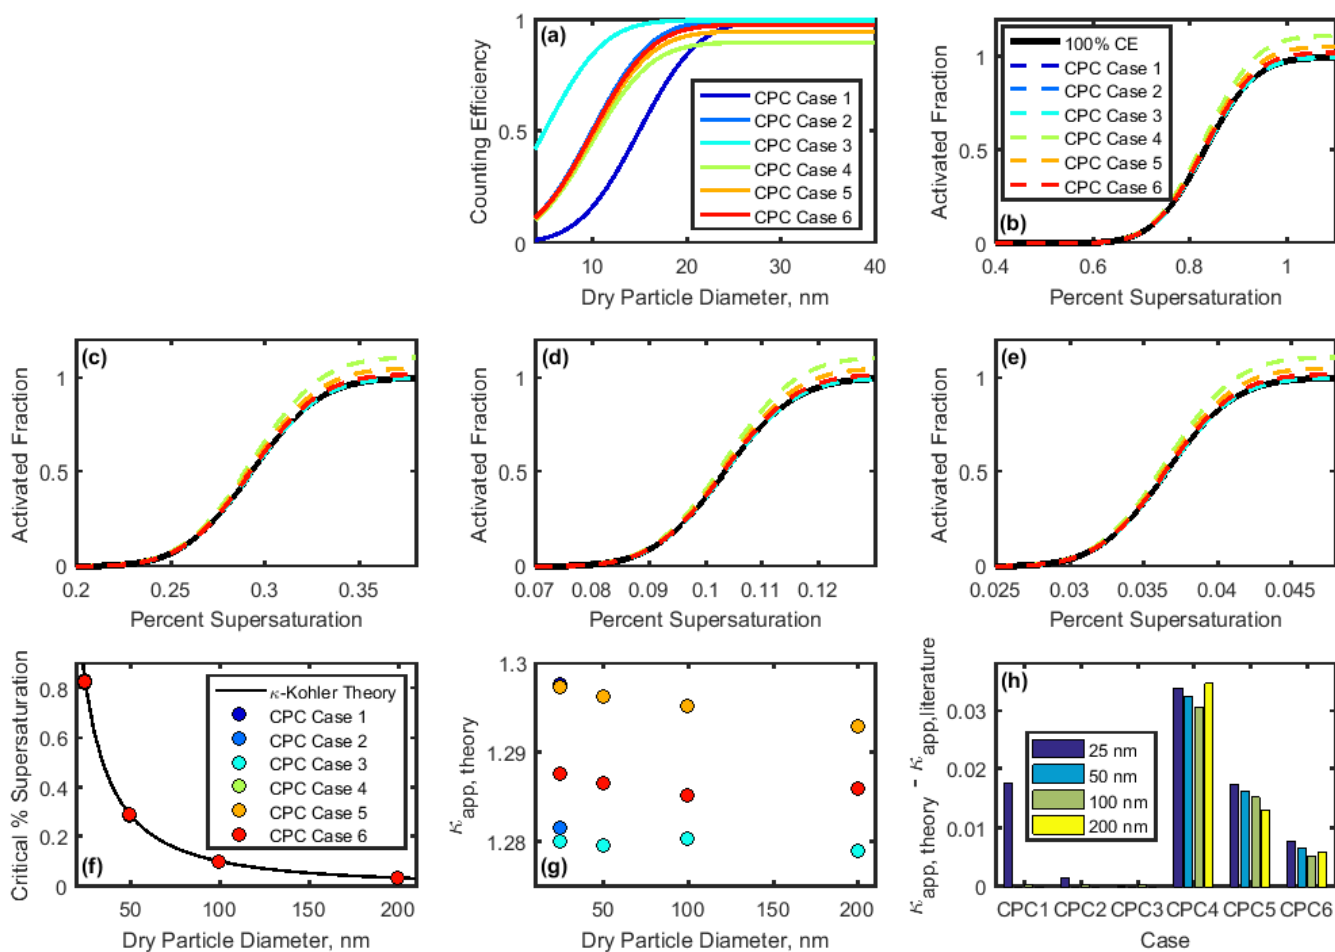 (a)
Counting Efficiency
1
0.5
0
CPC Case 1
CPC Case 2
CPC Case 3
CPC Case 4
CPC Case 5
CPC Case 6
10 20 30 40
Dry Particle Diameter, nm
(b)
Activated Fraction
1
0.5
0
100% CE
CPC Case 1
CPC Case 2
CPC Case 3
CPC Case 4
CPC Case 5
CPC Case 6
0.4 0.6 0.8 1
Percent Supersaturation
(c)
Activated Fraction
1
0.5
0
0.2 0.25 0.3 0.35
Percent Supersaturation
(d)
Activated Fraction
1
0.5
0
0.07 0.08 0.09 0.1 0.11 0.12
Percent Supersaturation
(e)
Activated Fraction
1
0.5
0
0.025 0.03 0.035 0.04 0.045
Percent Supersaturation
(f)
Critical % Supersaturation
0.8
0.6
0.4
0.2
0
κ-Kohler Theory
CPC Case 1
CPC Case 2
CPC Case 3
CPC Case 4
CPC Case 5
CPC Case 6
50 100 150 200
Dry Particle Diameter, nm
(g)
κapp, theory
1.3
1.29
1.28
50 100 150 200
Dry Particle Diameter, nm
(h)
κapp, theory - κapp,literature
0.03
0.02
0.01
0
25 nm
50 nm
100 nm
200 nm
CPC1 CPC2 CPC3 CPC4 CPC5 CPC6
Case